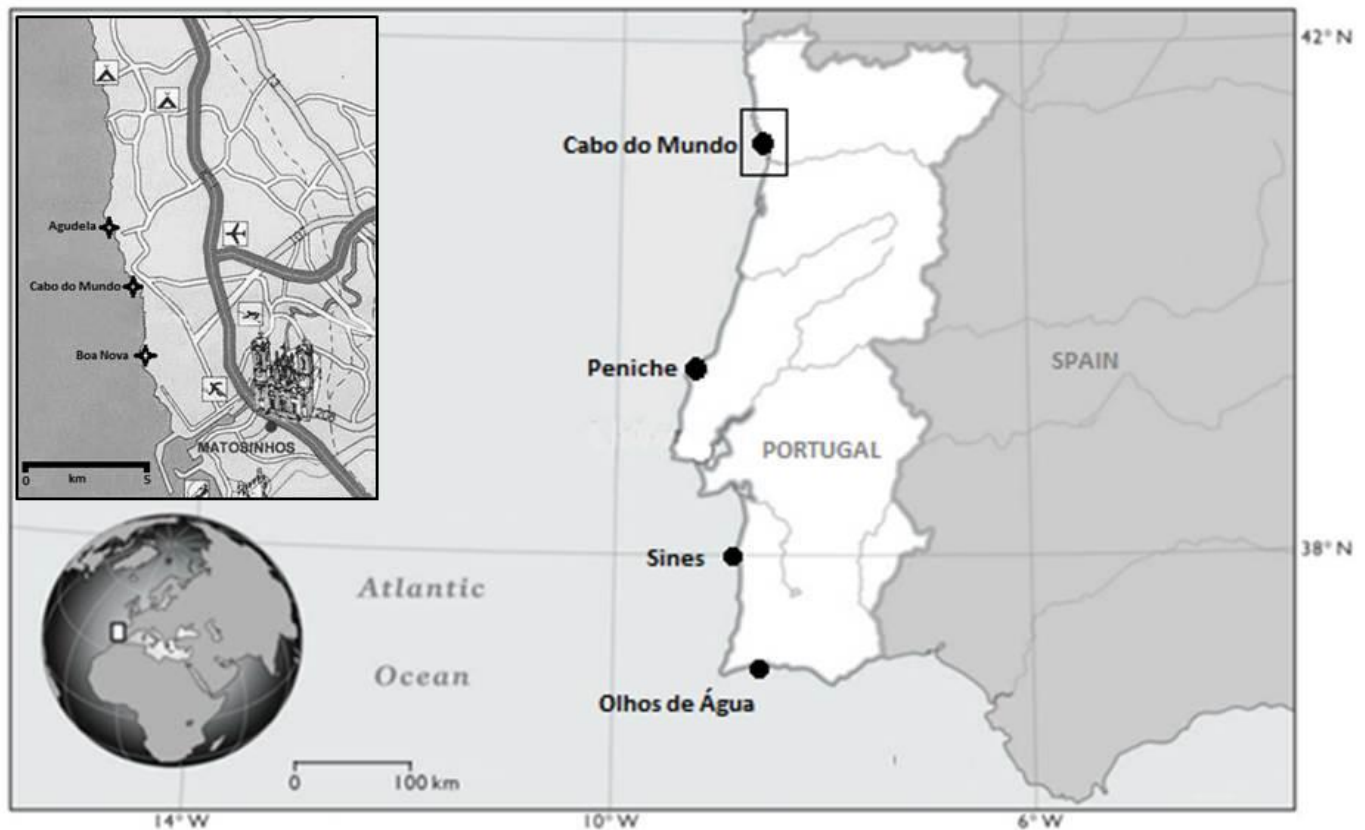 42° N
Cabo do Mundo
Agudela
Cabo do Mundo
Boa Nova
MATOSINHOS
0 km 5
Peniche
SPAIN
PORTUGAL
Sines
38° N
Atlantic
Ocean
Olhos de Água
0 100 km
14° W
10° W
6° W